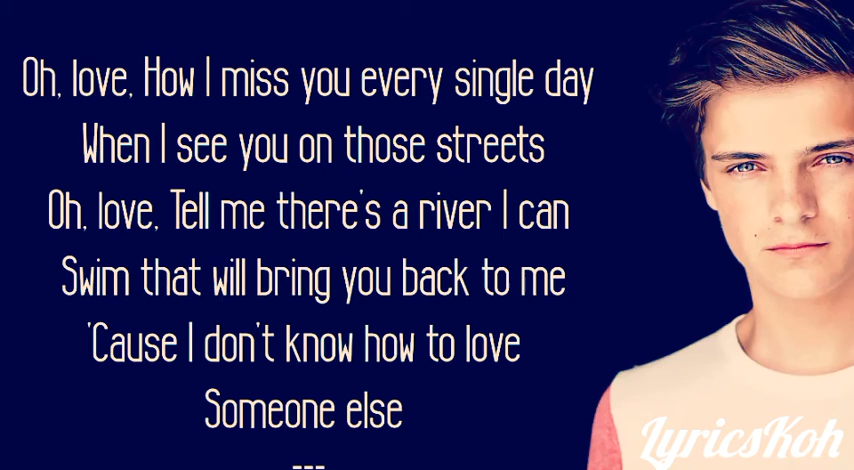 Oh, love, How I miss you every single day
When I see you on those streets
Oh, love, Tell me there's a river I can
Swim that will bring you back to me
'Cause I don't know how to love
Someone else
---
LyricsKoh